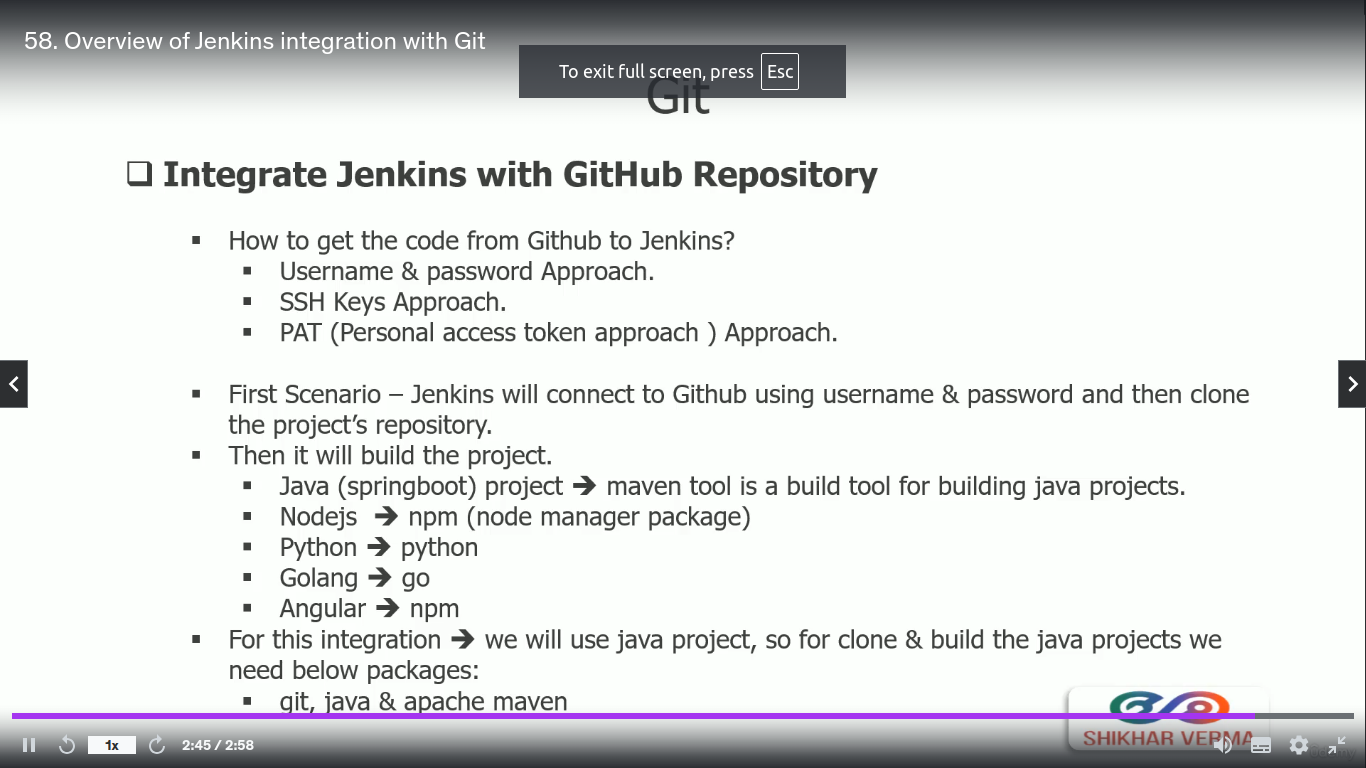 58. Overview of Jenkins integration with Git
To exit full screen, press Esc
Git
❑ Integrate Jenkins with GitHub Repository
▪ How to get the code from Github to Jenkins?
▪ Username & password Approach.
▪ SSH Keys Approach.
▪ PAT (Personal access token approach ) Approach.
▪ First Scenario – Jenkins will connect to Github using username & password and then clone
the project’s repository.
▪ Then it will build the project.
▪ Java (springboot) project ➔ maven tool is a build tool for building java projects.
▪ Nodejs ➔ npm (node manager package)
▪ Python ➔ python
▪ Golang ➔ go
▪ Angular ➔ npm
▪ For this integration ➔ we will use java project, so for clone & build the java projects we
need below packages:
▪ git, java & apache maven
SHIKHAR VERMA
1x
2:45 / 2:58